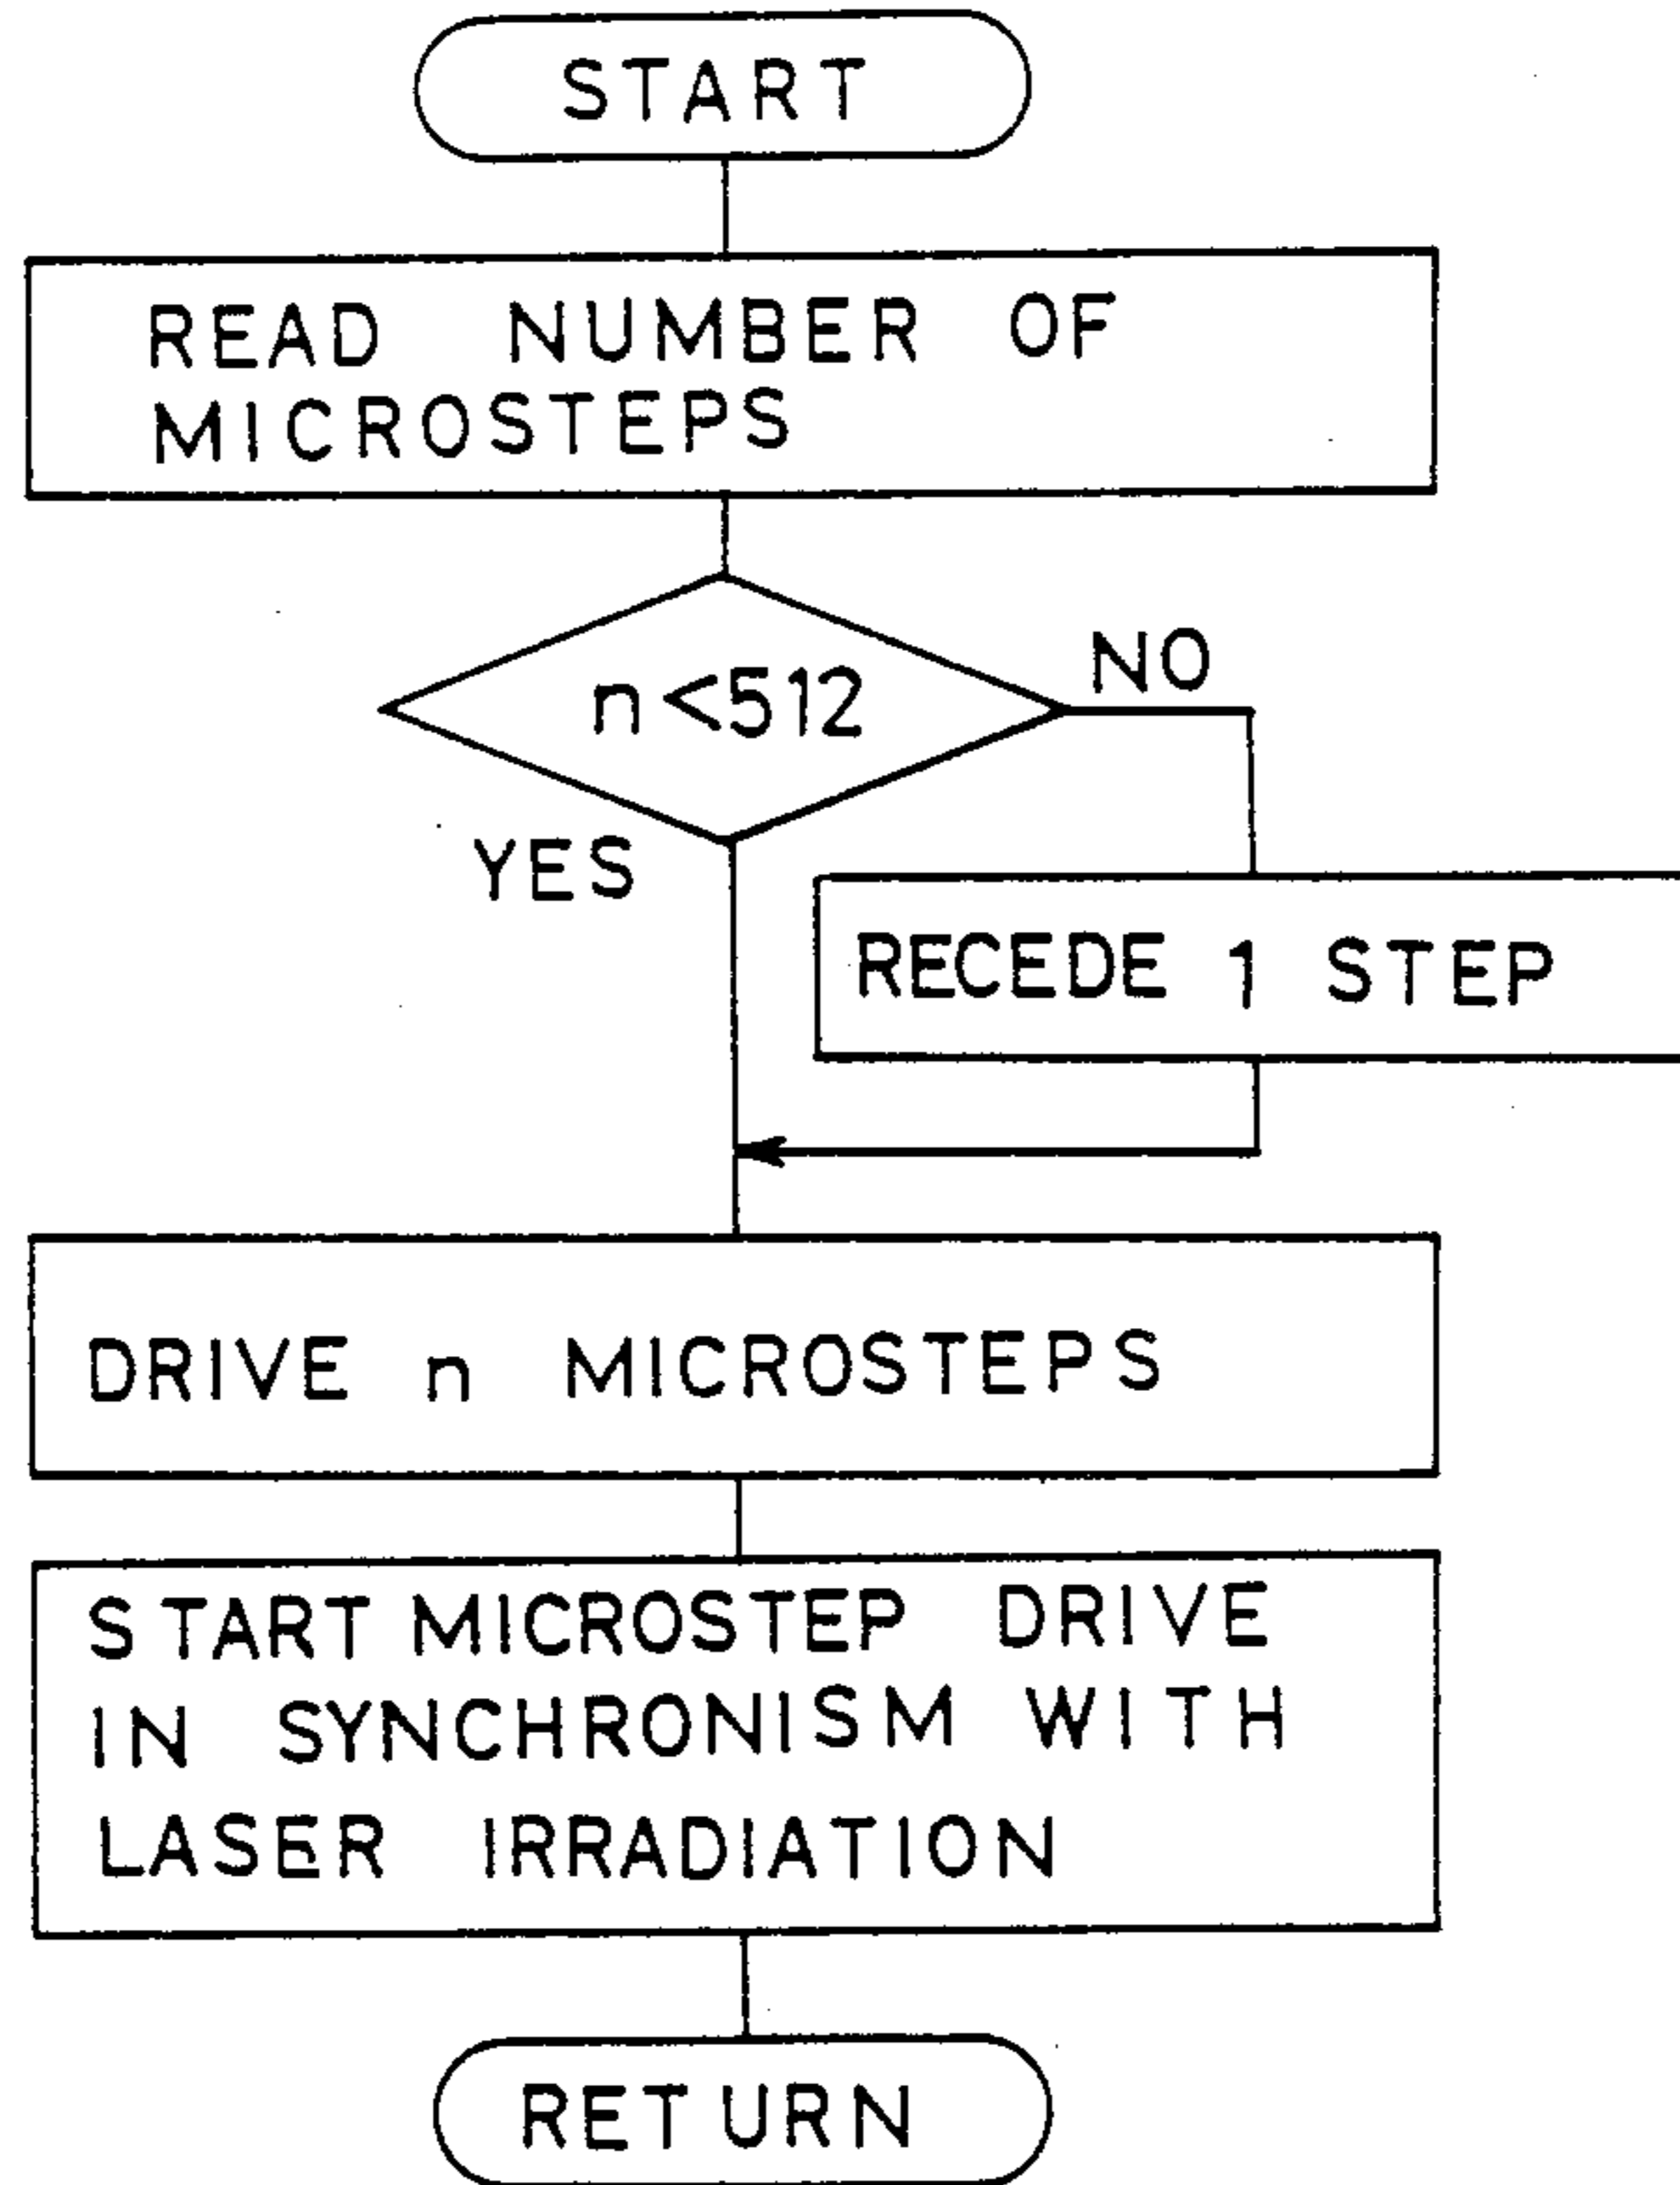 START
READ NUMBER OF
MICROSTEPS
n<512
NO
YES
RECEDE 1 STEP
DRIVE n MICROSTEPS
START MICROSTEP DRIVE
IN SYNCHRONISM WITH
LASER IRRADIATION
RETURN